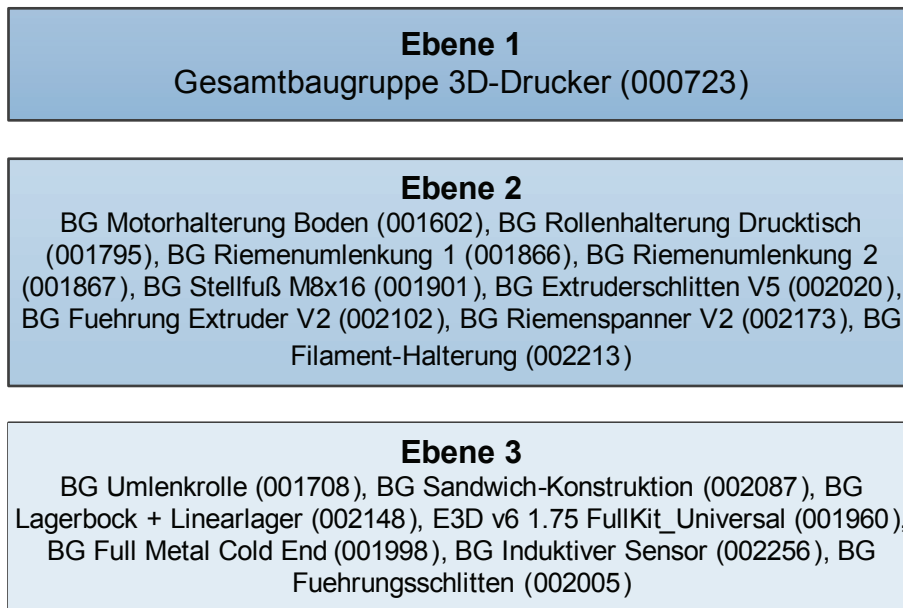 Ebene 1
Gesamtbaugruppe 3D-Drucker (000723)
Ebene 2
BG Motorhalterung Boden (001602), BG Rollenhalterung Drucktisch
(001795), BG Riemenumlenkung 1 (001866), BG Riemenumlenkung 2
(001867), BG Stellfuß M8x16 (001901), BG Extruderschlitten V5 (002020),
BG Fuehrung Extruder V2 (002102), BG Riemenspanner V2 (002173), BG
Filament-Halterung (002213)
Ebene 3
BG Umlenkrolle (001708), BG Sandwich-Konstruktion (002087), BG
Lagerbock + Linearlager (002148), E3D v6 1.75 FullKit_Universal (001960),
BG Full Metal Cold End (001998), BG Induktiver Sensor (002256), BG
Fuehrungsschlitten (002005)